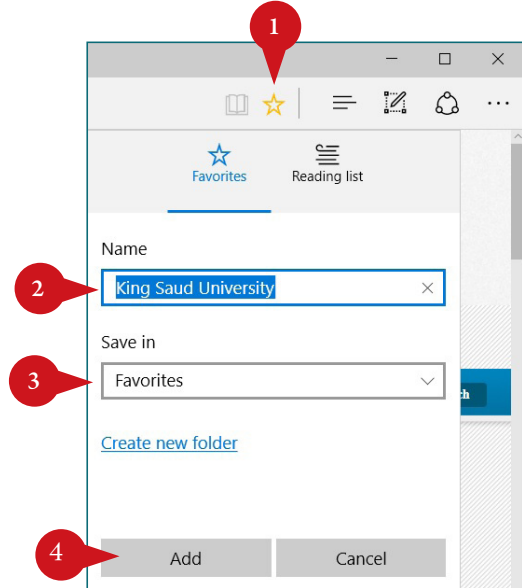 1
Favorites
Reading list
Name
2
King Saud University
Save in
3
Favorites
ch
Create new folder
4
Add
Cancel